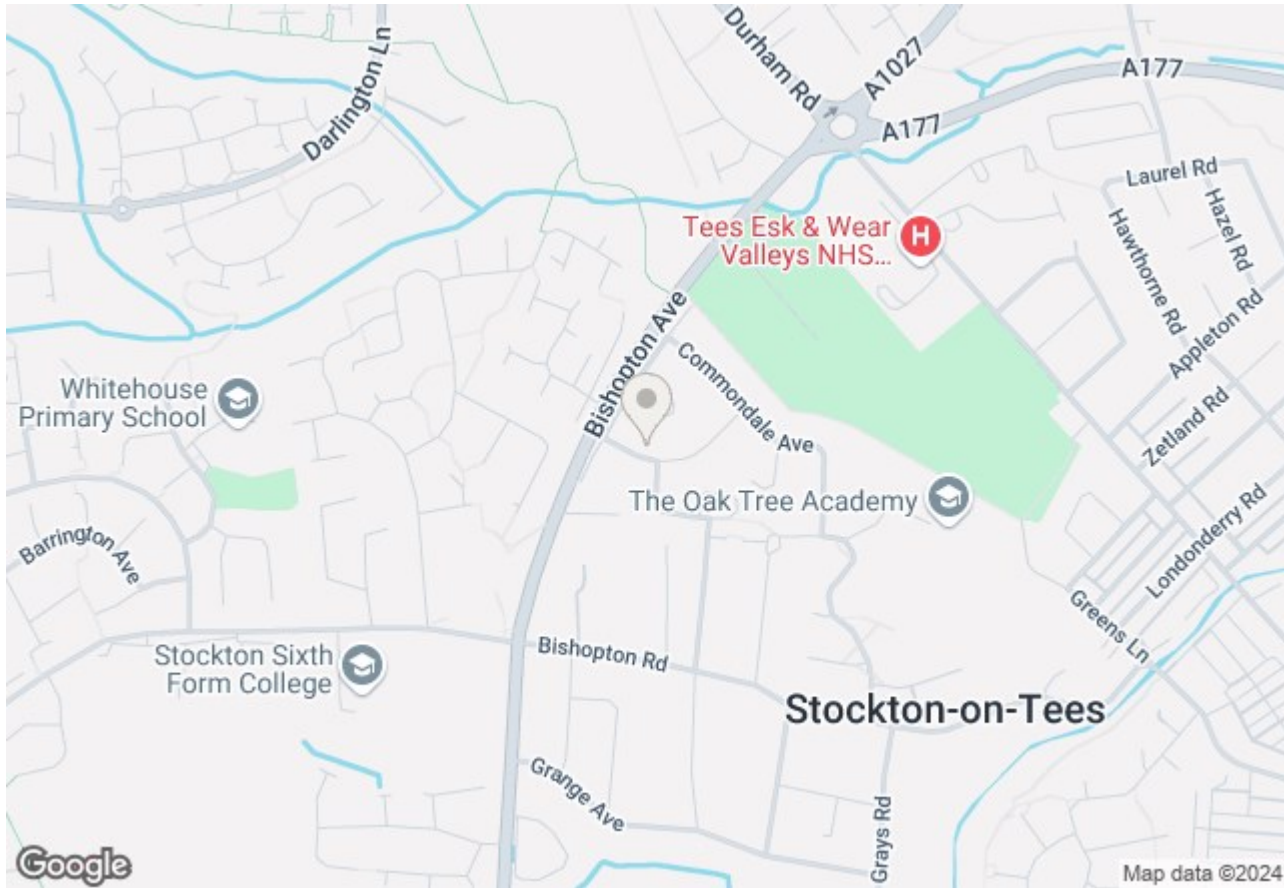 Durham Rd
A1027
A177
A177
Darlington Ln
Laurel Rd
Hazel Rd
Hawthorne Rd
Appleton Rd
Tees Esk & Wear
Valleys NHS...
H
Bishopton Ave
Commondale Ave
Whitehouse
Primary School
Zetland Rd
The Oak Tree Academy
Londonderry Rd
Barrington Ave
Greens Ln
Bishopton Rd
Stockton Sixth
Form College
Stockton-on-Tees
Grange Ave
Grays Rd
Google
Map data ©2024